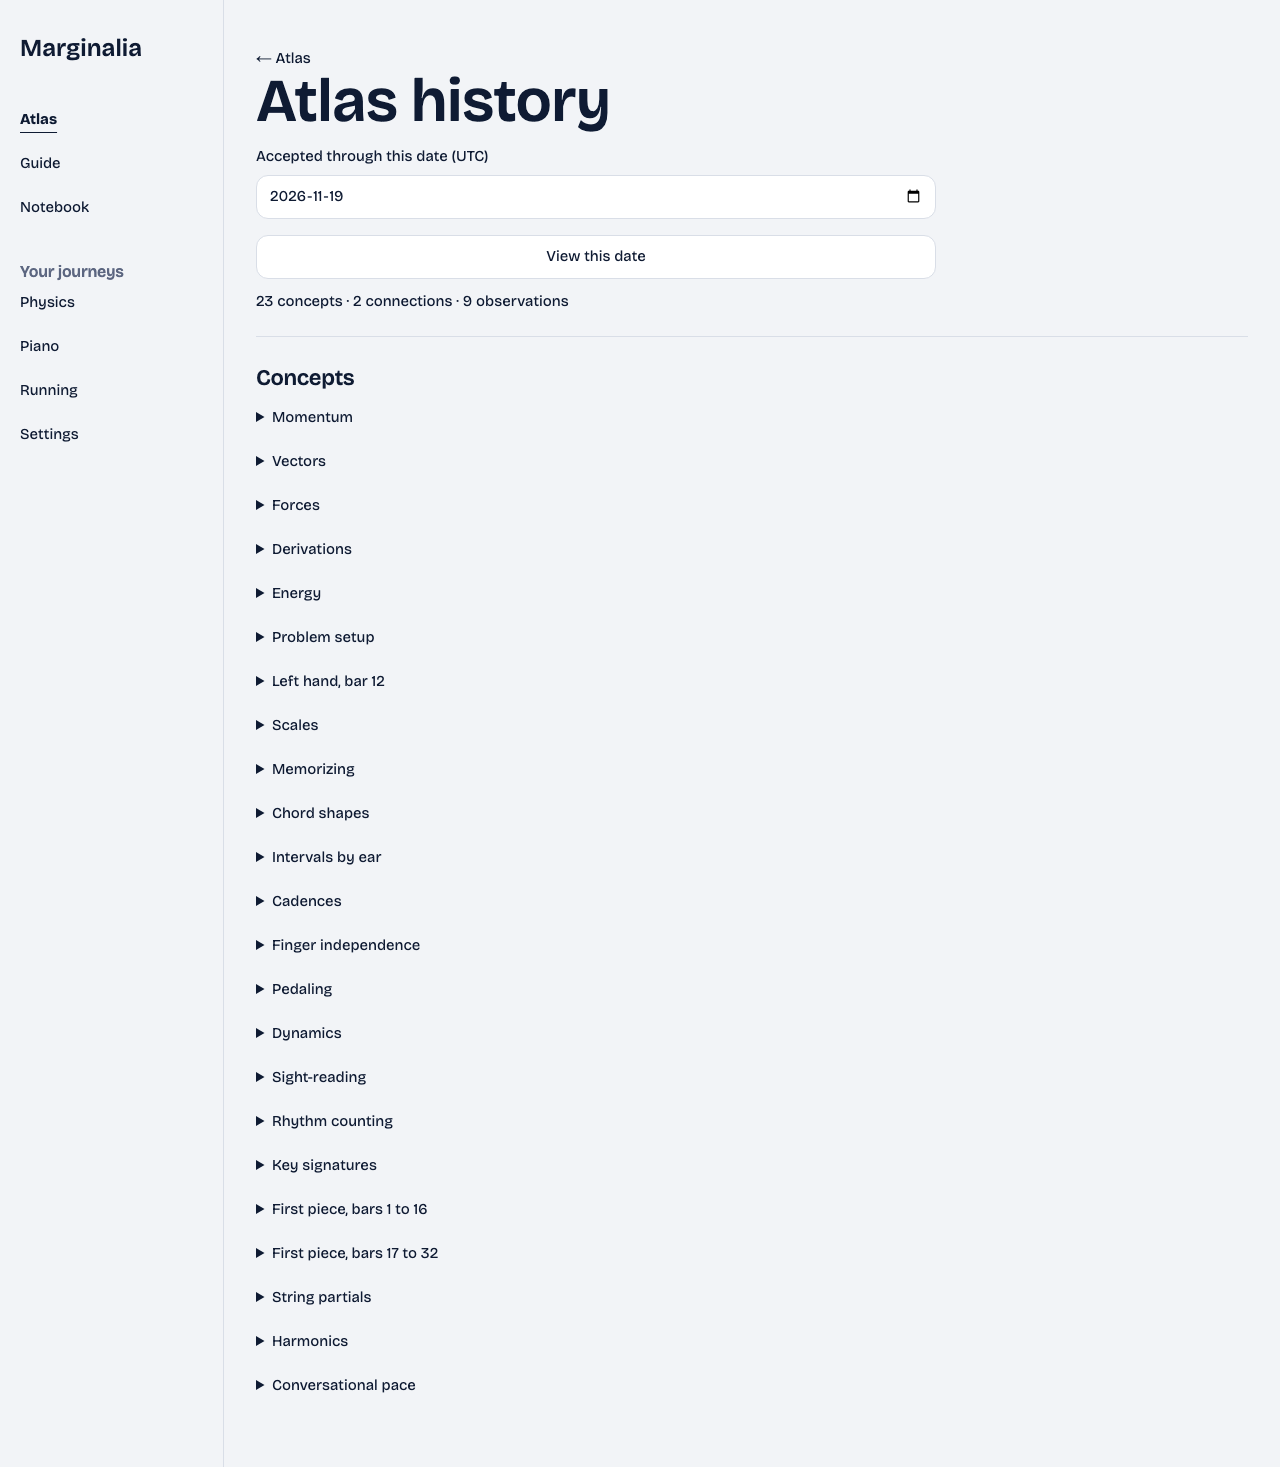 Marginalia
Atlas
Guide
Notebook
Your journeys
Physics
Piano
Running
Settings
← Atlas
Atlas history
Accepted through this date (UTC)
2026-11-19
View this date
23 concepts · 2 connections · 9 observations
Concepts
Momentum
Vectors
Forces
Derivations
Energy
Problem setup
Left hand, bar 12
Scales
Memorizing
Chord shapes
Intervals by ear
Cadences
Finger independence
Pedaling
Dynamics
Sight-reading
Rhythm counting
Key signatures
First piece, bars 1 to 16
First piece, bars 17 to 32
String partials
Harmonics
Conversational pace